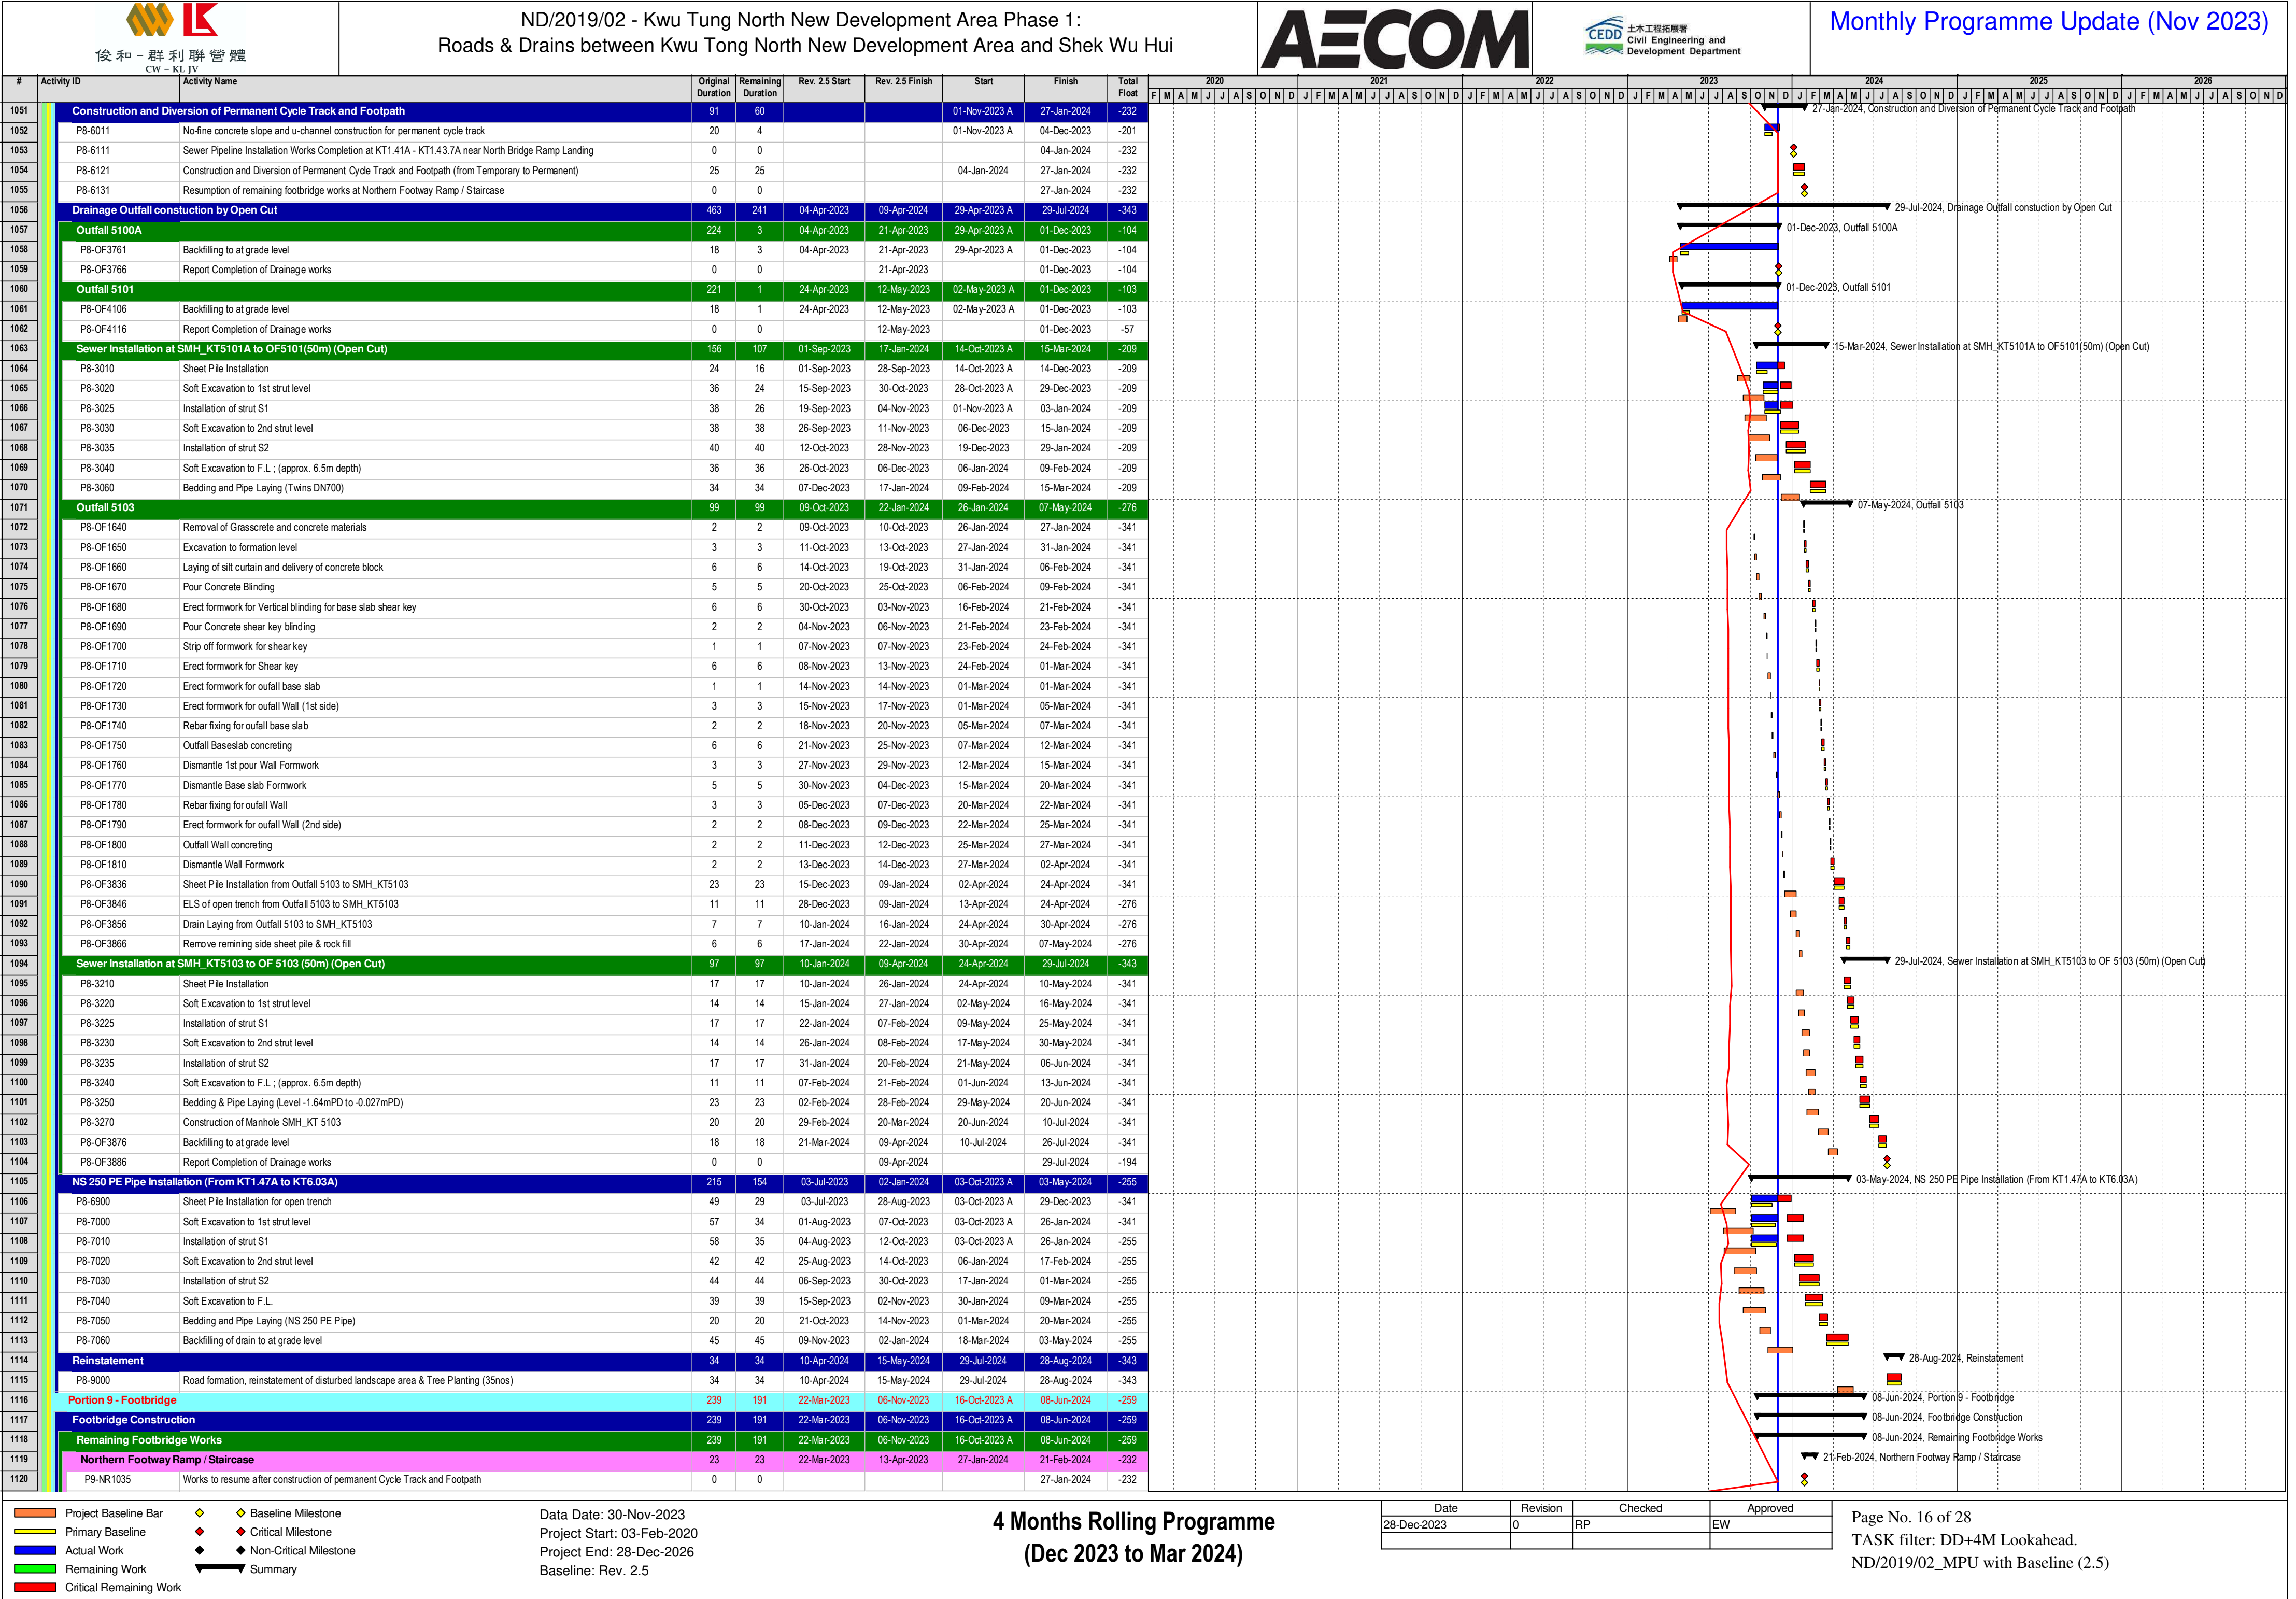 俊和-群利聯營體
CW – KL JV
ND/2019/02 - Kwu Tung North New Development Area Phase 1:
Roads & Drains between Kwu Tong North New Development Area and Shek Wu Hui
AECOM
CEDD 土木工程拓展署
Civil Engineering and
Development Department
Monthly Programme Update (Nov 2023)
# Activity ID Activity Name Original Duration Remaining Duration Rev. 2.5 Start Rev. 2.5 Finish Start Finish Total Float
2020 2021 2022 2023 2024 2025 2026
F M A M J J A S O N D J F M A M J J A S O N D J F M A M J J A S O N D J F M A M J J A S O N D J F M A M J J A S O N D J F M A M J J A S O N D J F M A M J J A S O N D
1051 Construction and Diversion of Permanent Cycle Track and Footpath 91 60 01-Nov-2023 A 27-Jan-2024 -232 27-Jan-2024, Construction and Diversion of Permanent Cycle Track and Footpath
1052 P8-6011 No-fine concrete slope and u-channel construction for permanent cycle track 20 4 01-Nov-2023 A 04-Dec-2023 -201
1053 P8-6111 Sewer Pipeline Installation Works Completion at KT1.41A - KT1.43.7A near North Bridge Ramp Landing 0 0 04-Jan-2024 -232
1054 P8-6121 Construction and Diversion of Permanent Cycle Track and Footpath (from Temporary to Permanent) 25 25 04-Jan-2024 27-Jan-2024 -232
1055 P8-6131 Resumption of remaining footbridge works at Northern Footway Ramp / Staircase 0 0 27-Jan-2024 -232
1056 Drainage Outfall constuction by Open Cut 463 241 04-Apr-2023 09-Apr-2024 29-Apr-2023 A 29-Jul-2024 -343 29-Jul-2024, Drainage Outfall constuction by Open Cut
1057 Outfall 5100A 224 3 04-Apr-2023 21-Apr-2023 29-Apr-2023 A 01-Dec-2023 -104 01-Dec-2023, Outfall 5100A
1058 P8-OF3761 Backfilling to at grade level 18 3 04-Apr-2023 21-Apr-2023 29-Apr-2023 A 01-Dec-2023 -104
1059 P8-OF3766 Report Completion of Drainage works 0 0 21-Apr-2023 01-Dec-2023 -104
1060 Outfall 5101 221 1 24-Apr-2023 12-May-2023 02-May-2023 A 01-Dec-2023 -103 01-Dec-2023, Outfall 5101
1061 P8-OF4106 Backfilling to at grade level 18 1 24-Apr-2023 12-May-2023 02-May-2023 A 01-Dec-2023 -103
1062 P8-OF4116 Report Completion of Drainage works 0 0 12-May-2023 01-Dec-2023 -57
1063 Sewer Installation at SMH_KT5101A to OF5101(50m) (Open Cut) 156 107 01-Sep-2023 17-Jan-2024 14-Oct-2023 A 15-Mar-2024 -209 15-Mar-2024, Sewer Installation at SMH_KT5101A to OF5101(50m) (Open Cut)
1064 P8-3010 Sheet Pile Installation 24 16 01-Sep-2023 28-Sep-2023 14-Oct-2023 A 14-Dec-2023 -209
1065 P8-3020 Soft Excavation to 1st strut level 36 24 15-Sep-2023 30-Oct-2023 28-Oct-2023 A 29-Dec-2023 -209
1066 P8-3025 Installation of strut S1 38 26 19-Sep-2023 04-Nov-2023 01-Nov-2023 A 03-Jan-2024 -209
1067 P8-3030 Soft Excavation to 2nd strut level 38 38 26-Sep-2023 11-Nov-2023 06-Dec-2023 15-Jan-2024 -209
1068 P8-3035 Installation of strut S2 40 40 12-Oct-2023 28-Nov-2023 19-Dec-2023 29-Jan-2024 -209
1069 P8-3040 Soft Excavation to F.L ; (approx. 6.5m depth) 36 36 26-Oct-2023 06-Dec-2023 06-Jan-2024 09-Feb-2024 -209
1070 P8-3060 Bedding and Pipe Laying (Twins DN700) 34 34 07-Dec-2023 17-Jan-2024 09-Feb-2024 15-Mar-2024 -209
1071 Outfall 5103 99 99 09-Oct-2023 22-Jan-2024 26-Jan-2024 07-May-2024 -276 07-May-2024, Outfall 5103
1072 P8-OF1640 Removal of Grasscrete and concrete materials 2 2 09-Oct-2023 10-Oct-2023 26-Jan-2024 27-Jan-2024 -341
1073 P8-OF1650 Excavation to formation level 3 3 11-Oct-2023 13-Oct-2023 27-Jan-2024 31-Jan-2024 -341
1074 P8-OF1660 Laying of silt curtain and delivery of concrete block 6 6 14-Oct-2023 19-Oct-2023 31-Jan-2024 06-Feb-2024 -341
1075 P8-OF1670 Pour Concrete Blinding 5 5 20-Oct-2023 25-Oct-2023 06-Feb-2024 09-Feb-2024 -341
1076 P8-OF1680 Erect formwork for Vertical blinding for base slab shear key 6 6 30-Oct-2023 03-Nov-2023 16-Feb-2024 21-Feb-2024 -341
1077 P8-OF1690 Pour Concrete shear key blinding 2 2 04-Nov-2023 06-Nov-2023 21-Feb-2024 23-Feb-2024 -341
1078 P8-OF1700 Strip off formwork for shear key 1 1 07-Nov-2023 07-Nov-2023 23-Feb-2024 24-Feb-2024 -341
1079 P8-OF1710 Erect formwork for Shear key 6 6 08-Nov-2023 13-Nov-2023 24-Feb-2024 01-Mar-2024 -341
1080 P8-OF1720 Erect formwork for oufall base slab 1 1 14-Nov-2023 14-Nov-2023 01-Mar-2024 01-Mar-2024 -341
1081 P8-OF1730 Erect formwork for oufall Wall (1st side) 3 3 15-Nov-2023 17-Nov-2023 01-Mar-2024 05-Mar-2024 -341
1082 P8-OF1740 Rebar fixing for oufall base slab 2 2 18-Nov-2023 20-Nov-2023 05-Mar-2024 07-Mar-2024 -341
1083 P8-OF1750 Outfall Baseslab concreting 6 6 21-Nov-2023 25-Nov-2023 07-Mar-2024 12-Mar-2024 -341
1084 P8-OF1760 Dismantle 1st pour Wall Formwork 3 3 27-Nov-2023 29-Nov-2023 12-Mar-2024 15-Mar-2024 -341
1085 P8-OF1770 Dismantle Base slab Formwork 5 5 30-Nov-2023 04-Dec-2023 15-Mar-2024 20-Mar-2024 -341
1086 P8-OF1780 Rebar fixing for oufall Wall 3 3 05-Dec-2023 07-Dec-2023 20-Mar-2024 22-Mar-2024 -341
1087 P8-OF1790 Erect formwork for oufall Wall (2nd side) 2 2 08-Dec-2023 09-Dec-2023 22-Mar-2024 25-Mar-2024 -341
1088 P8-OF1800 Outfall Wall concreting 2 2 11-Dec-2023 12-Dec-2023 25-Mar-2024 27-Mar-2024 -341
1089 P8-OF1810 Dismantle Wall Formwork 2 2 13-Dec-2023 14-Dec-2023 27-Mar-2024 02-Apr-2024 -341
1090 P8-OF3836 Sheet Pile Installation from Outfall 5103 to SMH_KT5103 23 23 15-Dec-2023 09-Jan-2024 02-Apr-2024 24-Apr-2024 -341
1091 P8-OF3846 ELS of open trench from Outfall 5103 to SMH_KT5103 11 11 28-Dec-2023 09-Jan-2024 13-Apr-2024 24-Apr-2024 -276
1092 P8-OF3856 Drain Laying from Outfall 5103 to SMH_KT5103 7 7 10-Jan-2024 16-Jan-2024 24-Apr-2024 30-Apr-2024 -276
1093 P8-OF3866 Remove remining side sheet pile & rock fill 6 6 17-Jan-2024 22-Jan-2024 30-Apr-2024 07-May-2024 -276
1094 Sewer Installation at SMH_KT5103 to OF 5103 (50m) (Open Cut) 97 97 10-Jan-2024 09-Apr-2024 24-Apr-2024 29-Jul-2024 -343 29-Jul-2024, Sewer Installation at SMH_KT5103 to OF 5103 (50m) (Open Cut)
1095 P8-3210 Sheet Pile Installation 17 17 10-Jan-2024 26-Jan-2024 24-Apr-2024 10-May-2024 -341
1096 P8-3220 Soft Excavation to 1st strut level 14 14 15-Jan-2024 27-Jan-2024 02-May-2024 16-May-2024 -341
1097 P8-3225 Installation of strut S1 17 17 22-Jan-2024 07-Feb-2024 09-May-2024 25-May-2024 -341
1098 P8-3230 Soft Excavation to 2nd strut level 14 14 26-Jan-2024 08-Feb-2024 17-May-2024 30-May-2024 -341
1099 P8-3235 Installation of strut S2 17 17 31-Jan-2024 20-Feb-2024 21-May-2024 06-Jun-2024 -341
1100 P8-3240 Soft Excavation to F.L ; (approx. 6.5m depth) 11 11 07-Feb-2024 21-Feb-2024 01-Jun-2024 13-Jun-2024 -341
1101 P8-3250 Bedding & Pipe Laying (Level -1.64mPD to -0.027mPD) 23 23 02-Feb-2024 28-Feb-2024 29-May-2024 20-Jun-2024 -341
1102 P8-3270 Construction of Manhole SMH_KT 5103 20 20 29-Feb-2024 20-Mar-2024 20-Jun-2024 10-Jul-2024 -341
1103 P8-OF3876 Backfilling to at grade level 18 18 21-Mar-2024 09-Apr-2024 10-Jul-2024 26-Jul-2024 -341
1104 P8-OF3886 Report Completion of Drainage works 0 0 09-Apr-2024 29-Jul-2024 -194
1105 NS 250 PE Pipe Installation (From KT1.47A to KT6.03A) 215 154 03-Jul-2023 02-Jan-2024 03-Oct-2023 A 03-May-2024 -255 03-May-2024, NS 250 PE Pipe Installation (From KT1.47A to KT6.03A)
1106 P8-6900 Sheet Pile Installation for open trench 49 29 03-Jul-2023 28-Aug-2023 03-Oct-2023 A 29-Dec-2023 -341
1107 P8-7000 Soft Excavation to 1st strut level 57 34 01-Aug-2023 07-Oct-2023 03-Oct-2023 A 26-Jan-2024 -341
1108 P8-7010 Installation of strut S1 58 35 04-Aug-2023 12-Oct-2023 03-Oct-2023 A 26-Jan-2024 -255
1109 P8-7020 Soft Excavation to 2nd strut level 42 42 25-Aug-2023 14-Oct-2023 06-Jan-2024 17-Feb-2024 -255
1110 P8-7030 Installation of strut S2 44 44 06-Sep-2023 30-Oct-2023 17-Jan-2024 01-Mar-2024 -255
1111 P8-7040 Soft Excavation to F.L. 39 39 15-Sep-2023 02-Nov-2023 30-Jan-2024 09-Mar-2024 -255
1112 P8-7050 Bedding and Pipe Laying (NS 250 PE Pipe) 20 20 21-Oct-2023 14-Nov-2023 01-Mar-2024 20-Mar-2024 -255
1113 P8-7060 Backfilling of drain to at grade level 45 45 09-Nov-2023 02-Jan-2024 18-Mar-2024 03-May-2024 -255
1114 Reinstatement 34 34 10-Apr-2024 15-May-2024 29-Jul-2024 28-Aug-2024 -343 28-Aug-2024, Reinstatement
1115 P8-9000 Road formation, reinstatement of disturbed landscape area & Tree Planting (35nos) 34 34 10-Apr-2024 15-May-2024 29-Jul-2024 28-Aug-2024 -343
1116 Portion 9 - Footbridge 239 191 22-Mar-2023 06-Nov-2023 16-Oct-2023 A 08-Jun-2024 -259 08-Jun-2024, Portion 9 - Footbridge
1117 Footbridge Construction 239 191 22-Mar-2023 06-Nov-2023 16-Oct-2023 A 08-Jun-2024 -259 08-Jun-2024, Footbridge Construction
1118 Remaining Footbridge Works 239 191 22-Mar-2023 06-Nov-2023 16-Oct-2023 A 08-Jun-2024 -259 08-Jun-2024, Remaining Footbridge Works
1119 Northern Footway Ramp / Staircase 23 23 22-Mar-2023 13-Apr-2023 27-Jan-2024 21-Feb-2024 -232 21-Feb-2024, Northern Footway Ramp / Staircase
1120 P9-NR1035 Works to resume after construction of permanent Cycle Track and Footpath 0 0 27-Jan-2024 -232
Project Baseline Bar
Primary Baseline
Actual Work
Remaining Work
Critical Remaining Work
Baseline Milestone
Critical Milestone
Non-Critical Milestone
Summary
Data Date: 30-Nov-2023
Project Start: 03-Feb-2020
Project End: 28-Dec-2026
Baseline: Rev. 2.5
4 Months Rolling Programme
(Dec 2023 to Mar 2024)
Date Revision Checked Approved
28-Dec-2023 0 RP EW
Page No. 16 of 28
TASK filter: DD+4M Lookahead.
ND/2019/02_MPU with Baseline (2.5)